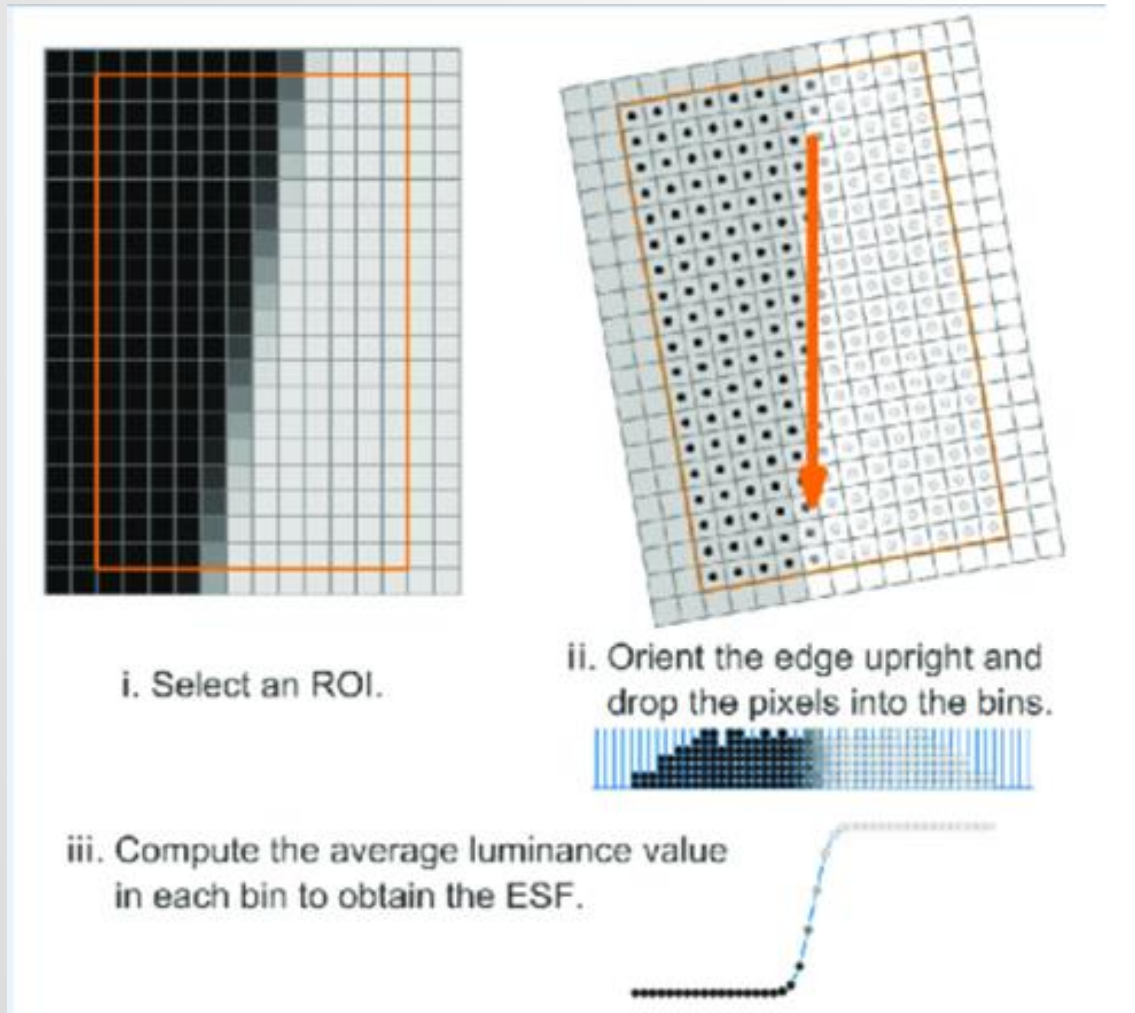 i. Select an ROI.
ii. Orient the edge upright and
drop the pixels into the bins.
iii. Compute the average luminance value
in each bin to obtain the ESF.